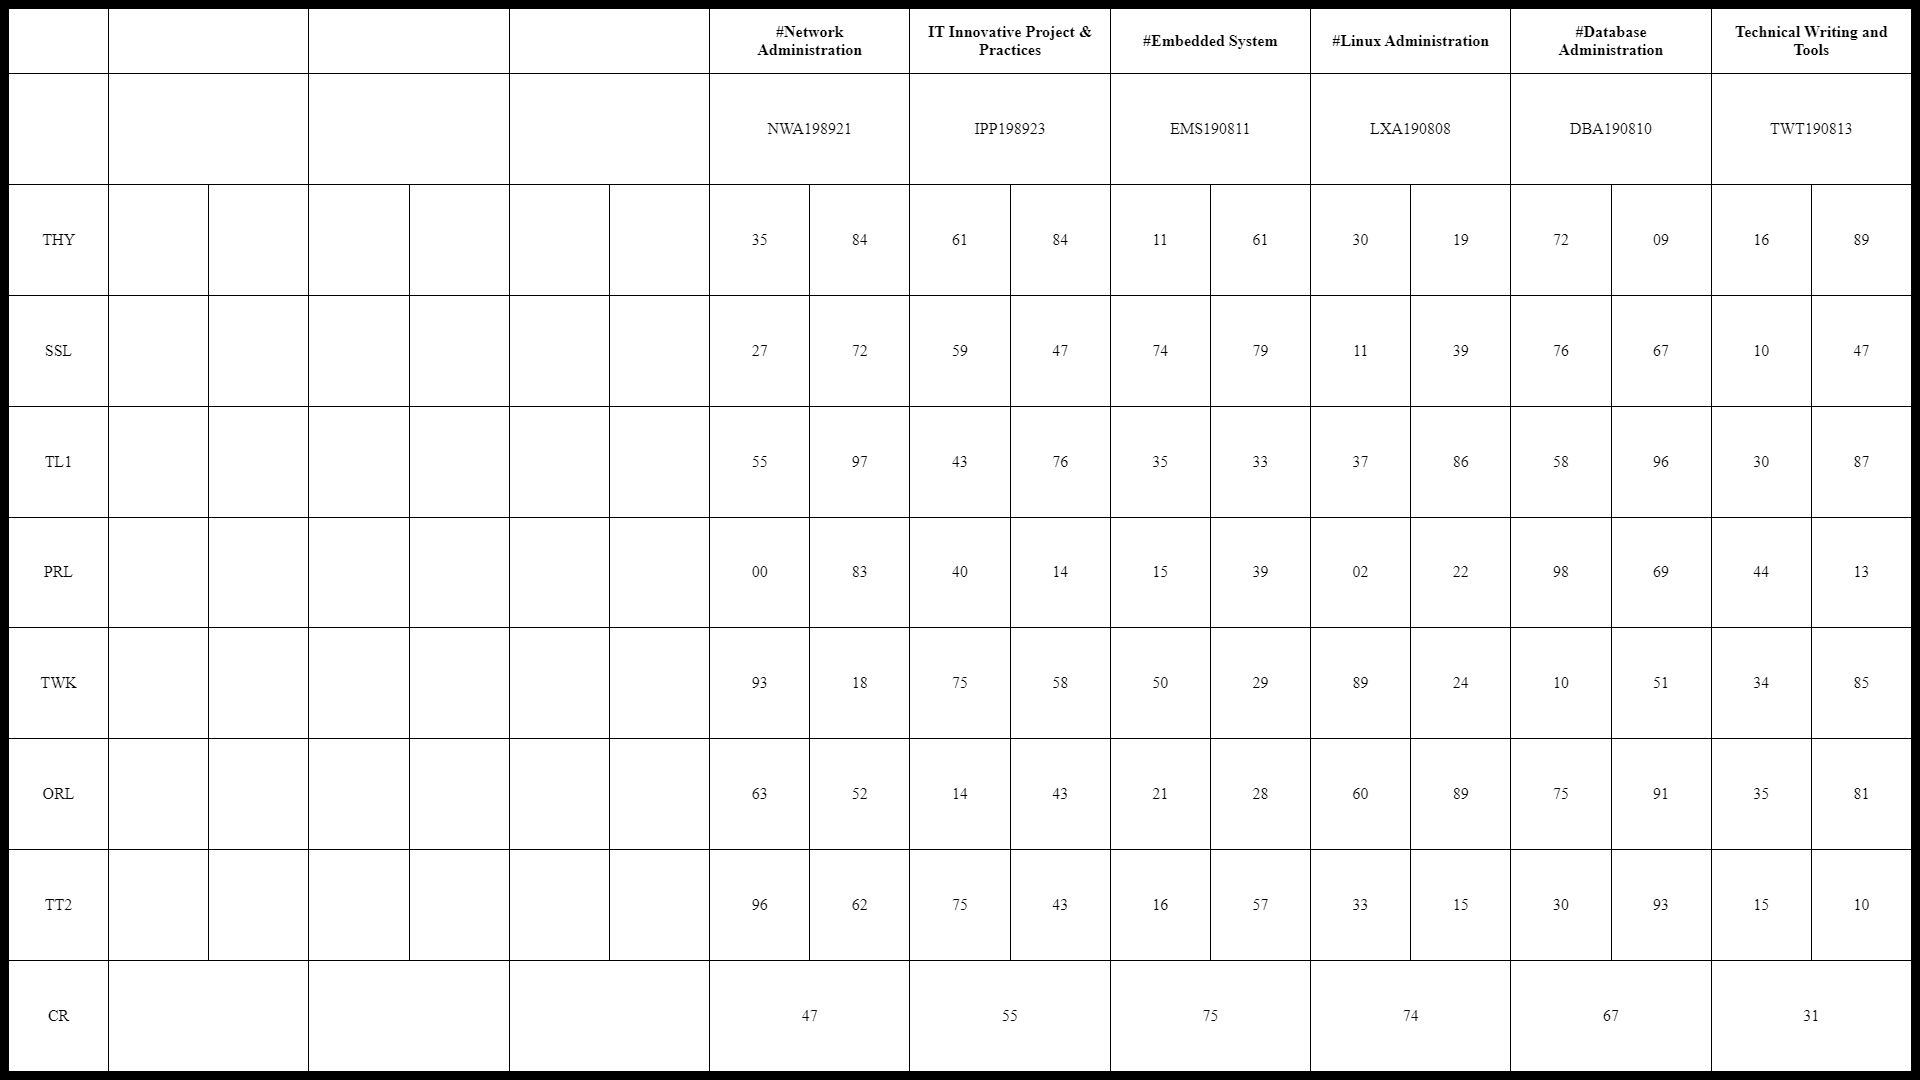 #Network Administration IT Innovative Project & Practices #Embedded System #Linux Administration #Database Administration Technical Writing and Tools
NWA198921 IPP198923 EMS190811 LXA190808 DBA190810 TWT190813
THY 35 84 61 84 11 61 30 19 72 09 16 89
SSL 27 72 59 47 74 79 11 39 76 67 10 47
TL1 55 97 43 76 35 33 37 86 58 96 30 87
PRL 00 83 40 14 15 39 02 22 98 69 44 13
TWK 93 18 75 58 50 29 89 24 10 51 34 85
ORL 63 52 14 43 21 28 60 89 75 91 35 81
TT2 96 62 75 43 16 57 33 15 30 93 15 10
CR 47 55 75 74 67 31